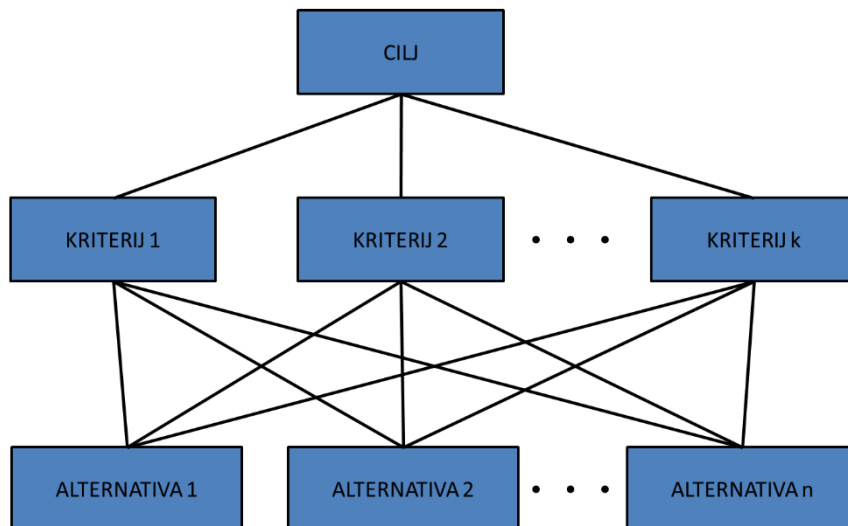 CILJ
KRITERIJ 1
KRITERIJ 2
• • •
KRITERIJ k
ALTERNATIVA 1
ALTERNATIVA 2
• • •
ALTERNATIVA n